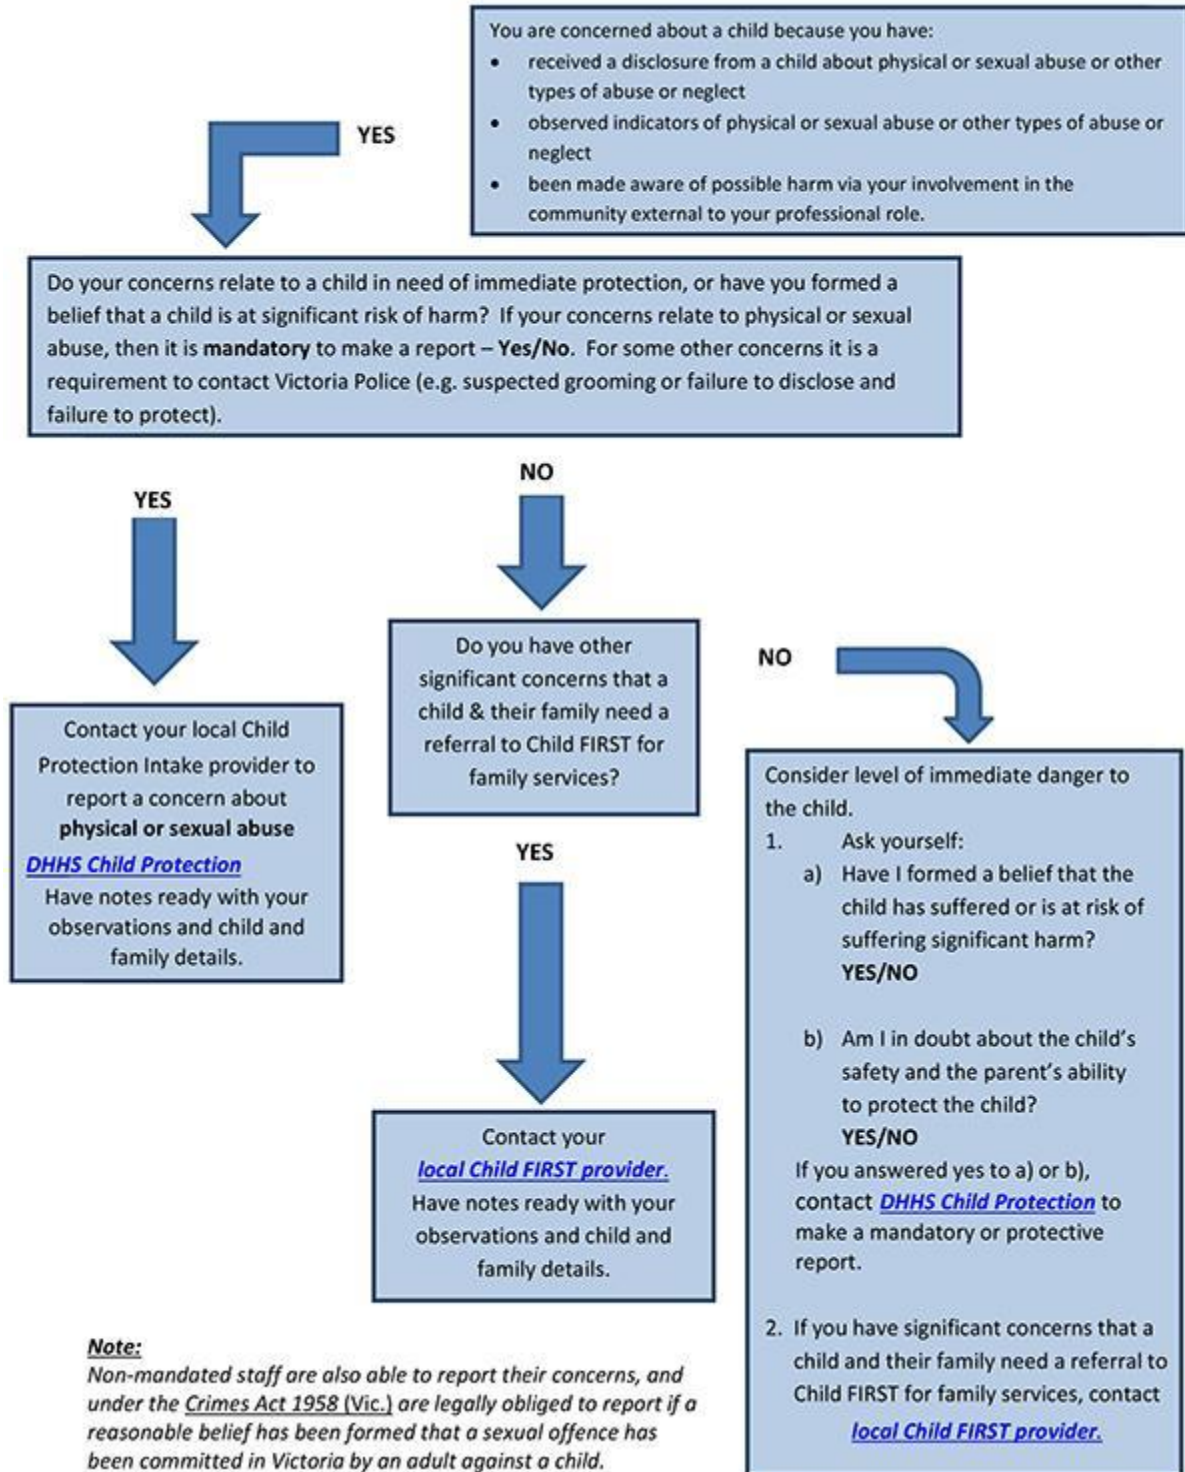 You are concerned about a child because you have:
• received a disclosure from a child about physical or sexual abuse or other
types of abuse or neglect
• observed indicators of physical or sexual abuse or other types of abuse or
neglect
• been made aware of possible harm via your involvement in the
community external to your professional role.
YES
Do your concerns relate to a child in need of immediate protection, or have you formed a
belief that a child is at significant risk of harm? If your concerns relate to physical or sexual
abuse, then it is mandatory to make a report – Yes/No. For some other concerns it is a
requirement to contact Victoria Police (e.g. suspected grooming or failure to disclose and
failure to protect).
YES
NO
Contact your local Child
Protection Intake provider to
report a concern about
physical or sexual abuse
DHHS Child Protection
Have notes ready with your
observations and child and
family details.
Do you have other
significant concerns that a
child & their family need a
referral to Child FIRST for
family services?
YES
Contact your
local Child FIRST provider.
Have notes ready with your
observations and child and
family details.
NO
Consider level of immediate danger to
the child.
1. Ask yourself:
a) Have I formed a belief that the
child has suffered or is at risk of
suffering significant harm?
YES/NO
b) Am I in doubt about the child's
safety and the parent's ability
to protect the child?
YES/NO
If you answered yes to a) or b),
contact DHHS Child Protection to
make a mandatory or protective
report.
2. If you have significant concerns that a
child and their family need a referral to
Child FIRST for family services, contact
local Child FIRST provider.
Note:
Non-mandated staff are also able to report their concerns, and
under the Crimes Act 1958 (Vic.) are legally obliged to report if a
reasonable belief has been formed that a sexual offence has
been committed in Victoria by an adult against a child.